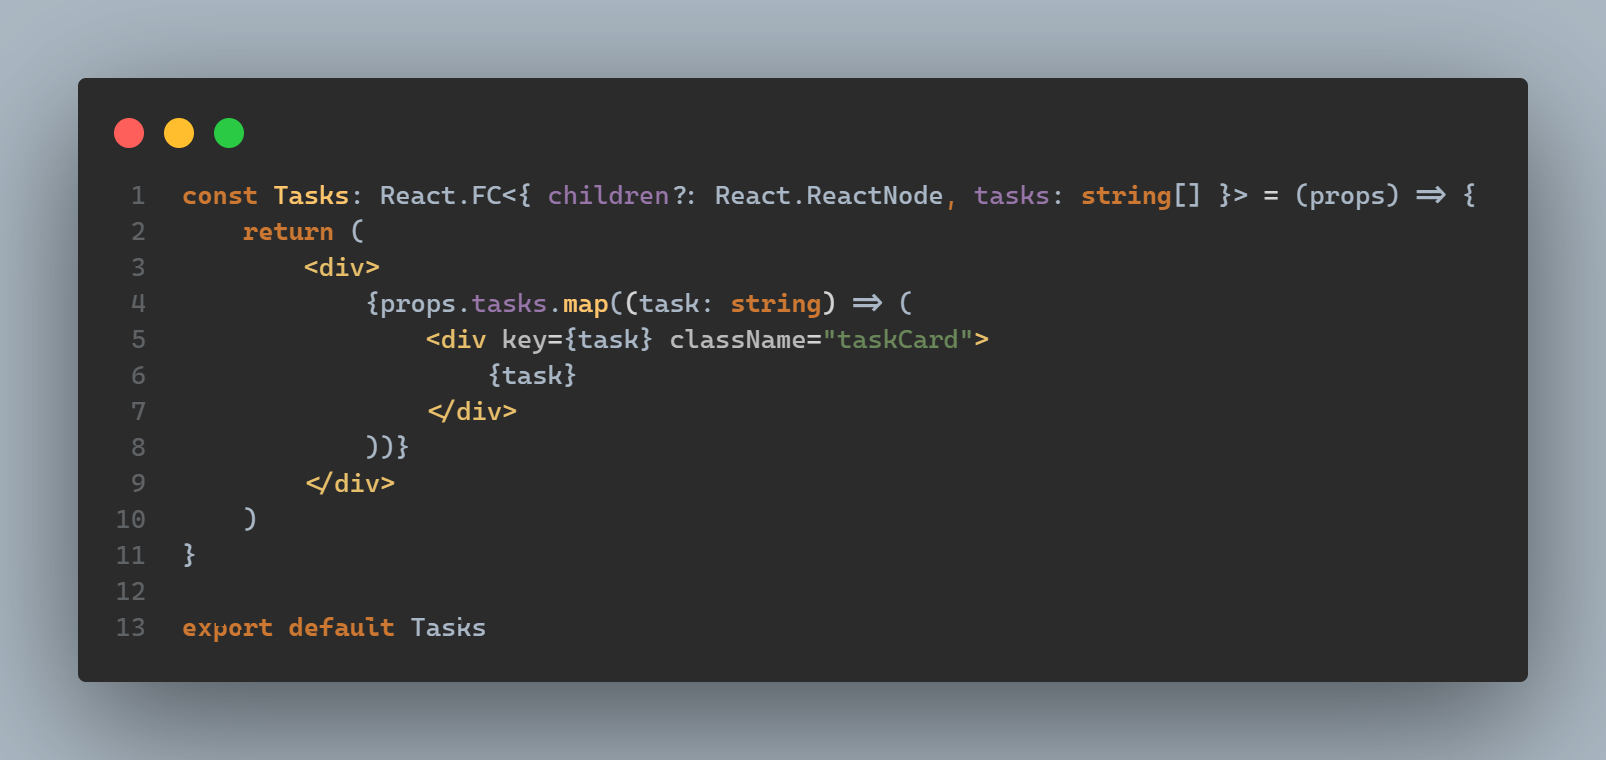 1 const Tasks: React.FC<{ children?: React.ReactNode, tasks: string[] }> = (props) => {
2     return (
3         <div>
4             {props.tasks.map((task: string) => (
5                 <div key={task} className="taskCard">
6                     {task}
7                 </div>
8             ))}
9         </div>
10     )
11 }
12
13 export default Tasks